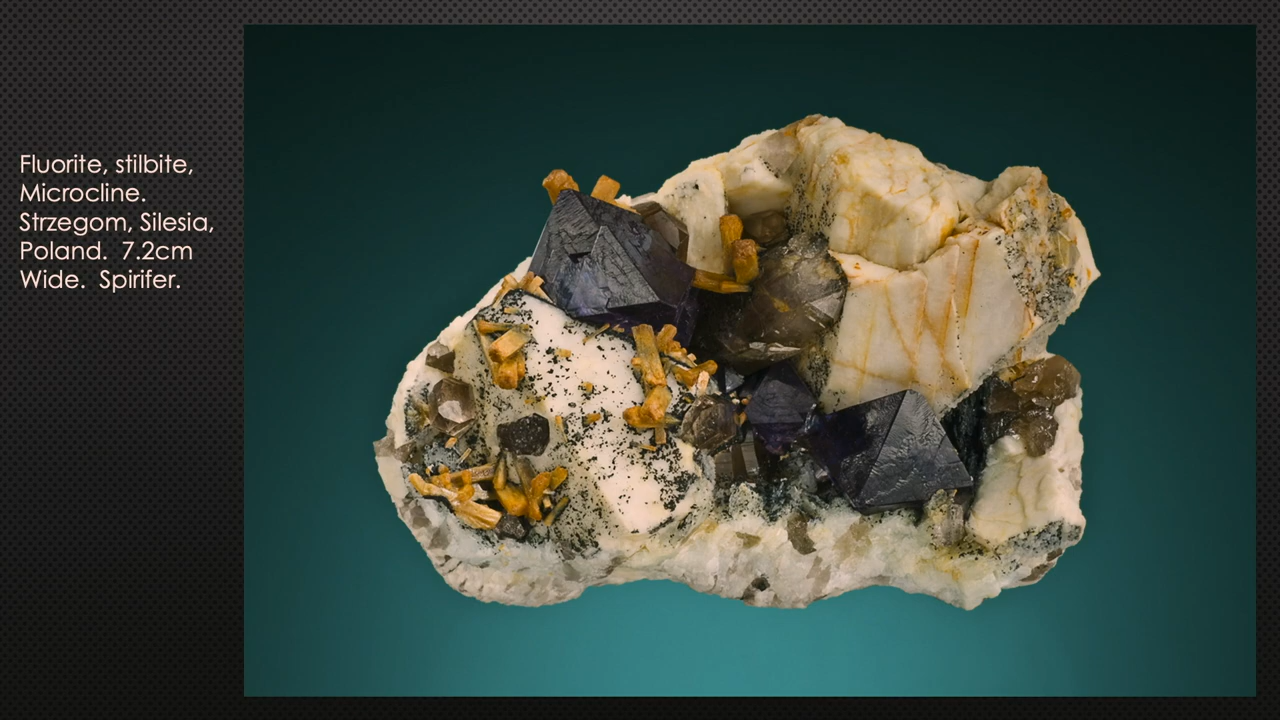 Fluorite, stilbite,
Microcline.
Strzegom, Silesia,
Poland.  7.2cm
Wide.  Spirifer.